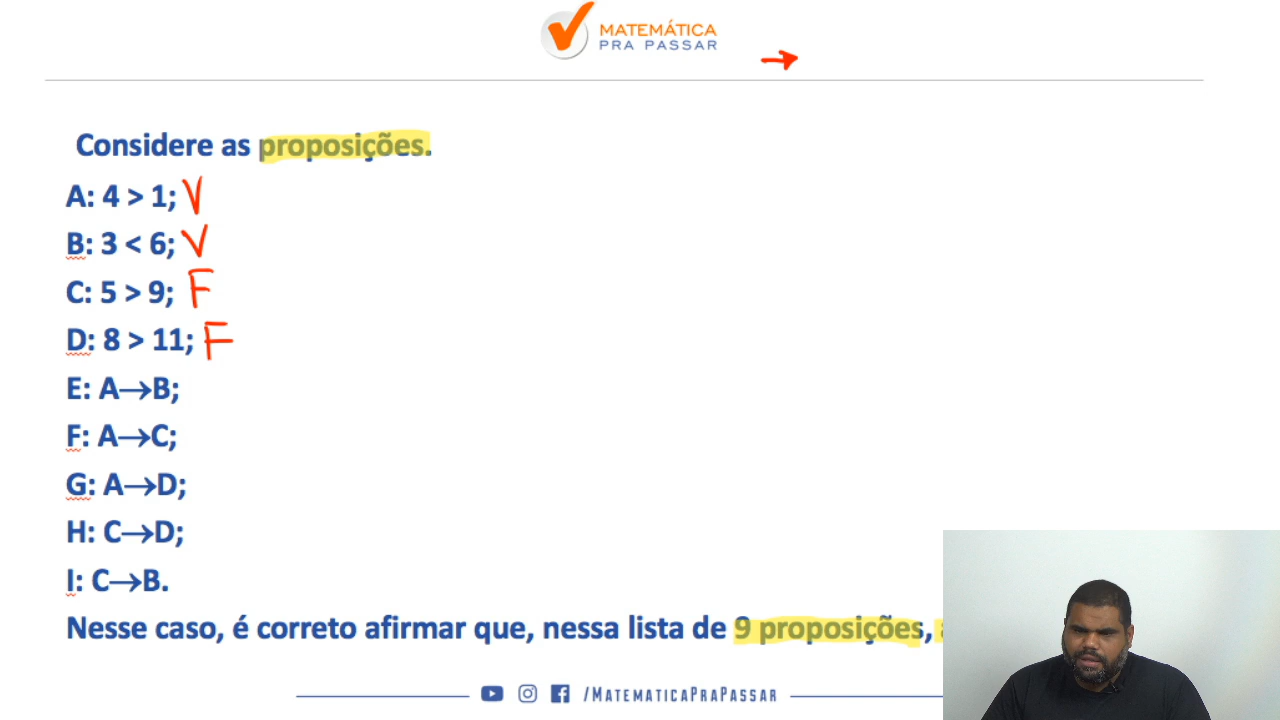 MATEMÁTICA
PRA PASSAR
Considere as proposições.
A: 4 > 1; V
B: 3 < 6; V
C: 5 > 9; F
D: 8 > 11; F
E: A→B;
F: A→C;
G: A→D;
H: C→D;
I: C→B.
Nesse caso, é correto afirmar que, nessa lista de 9 proposições,
/MATEMATICAPRAPASSAR